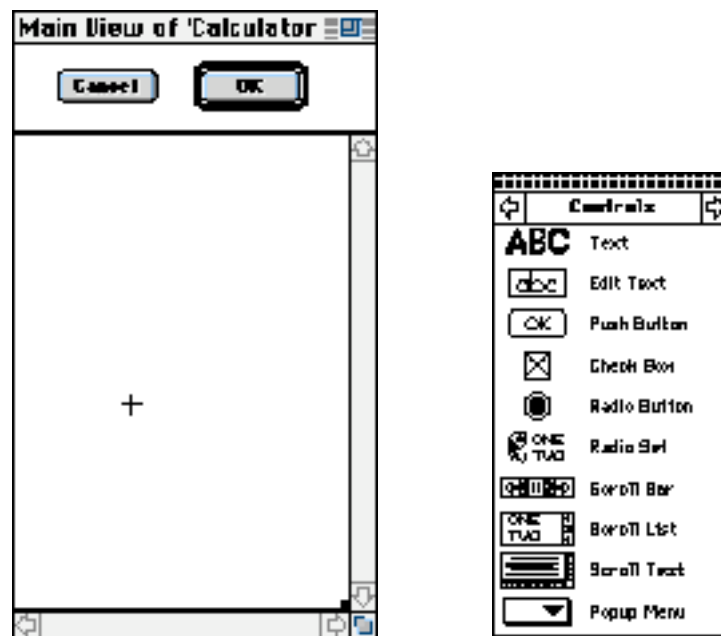 Main View of 'Calculator
Cancel
OK
Controls
ABC Text
abc Edit Text
OK Push Button
Check Box
Radio Button
ONE
TWO
Radio Set
Scroll Bar
ONE
TWO
Scroll List
Scroll Text
Popup Menu